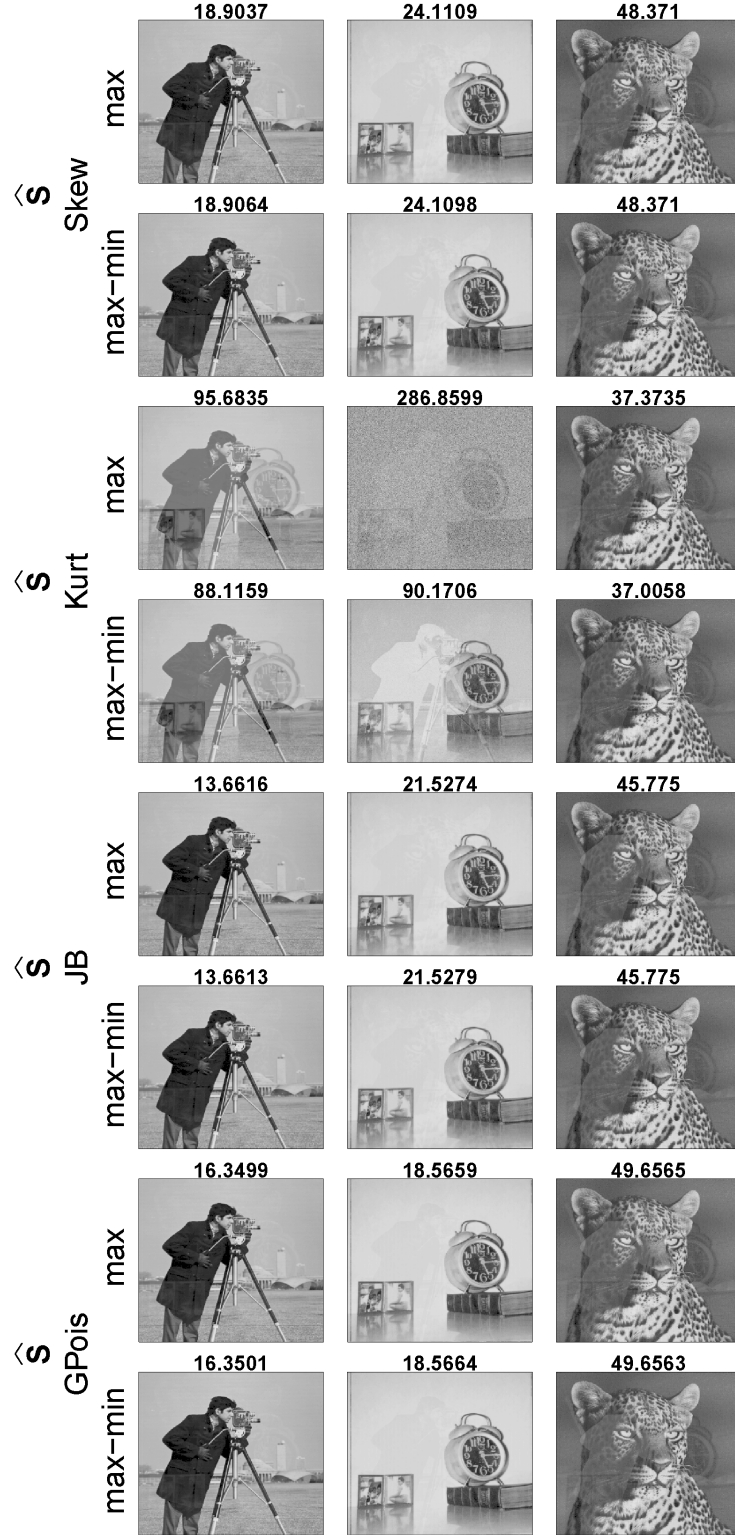 18.9037 24.1109 48.371
max
ŝ
Skew
18.9064 24.1098 48.371
max−min
95.6835 286.8599 37.3735
max
ŝ
Kurt
88.1159 90.1706 37.0058
max−min
13.6616 21.5274 45.775
max
ŝ
JB
13.6613 21.5279 45.775
max−min
16.3499 18.5659 49.6565
max
ŝ
GPois
16.3501 18.5664 49.6563
max−min